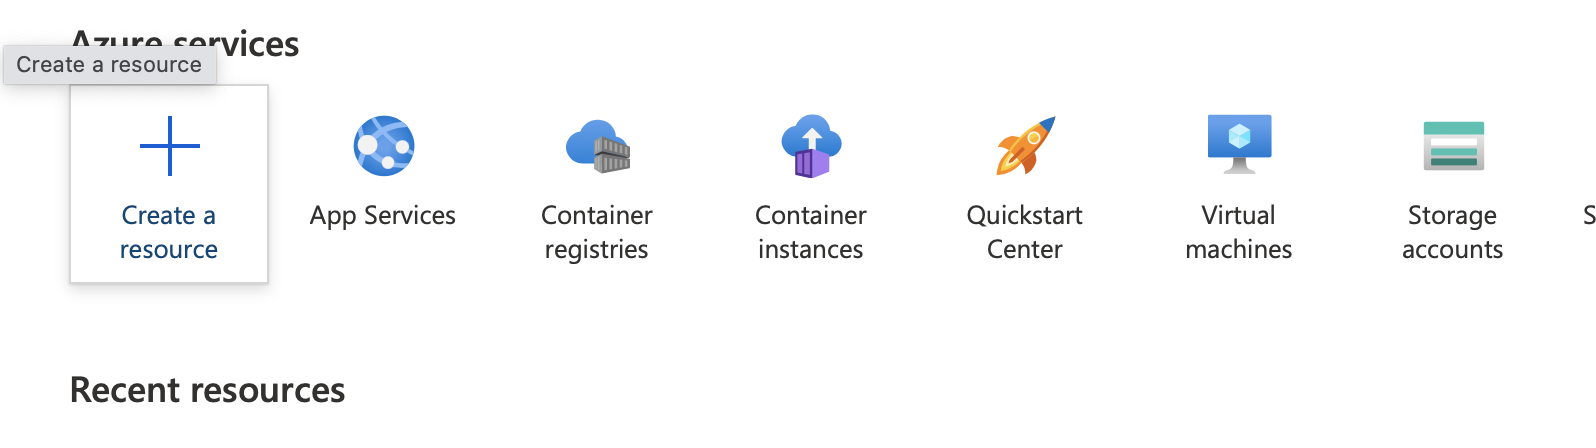 Azure services
Create a resource
Create a
resource
App Services
Container
registries
Container
instances
Quickstart
Center
Virtual
machines
Storage
accounts
S
Recent resources